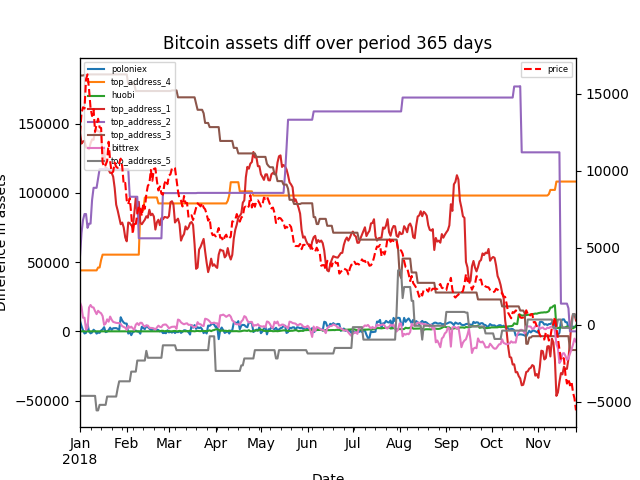 Bitcoin assets diff over period 365 days
poloniex
top_address_4
huobi
top_address_1
top_address_2
top_address_3
bittrex
top_address_5
price
150000
100000
50000
0
−50000
15000
10000
5000
0
−5000
Difference in assets
Jan Feb Mar Apr May Jun Jul Aug Sep Oct Nov
2018
Date